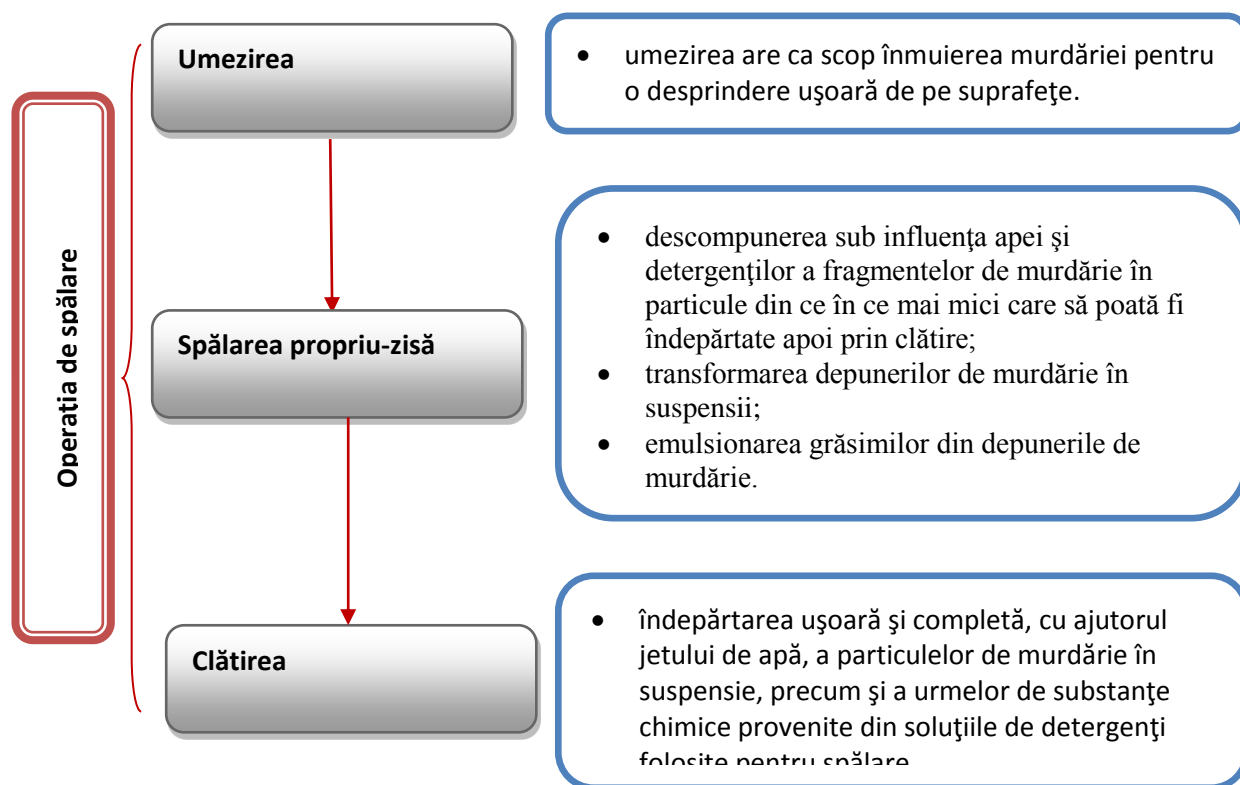 Operatia de spălare
Umezirea
• umezirea are ca scop înmuierea murdăriei pentru
o desprindere uşoară de pe suprafeţe.
Spălarea propriu-zisă
• descompunerea sub influenţa apei şi
detergenţilor a fragmentelor de murdărie în
particule din ce în ce mai mici care să poată fi
îndepărtate apoi prin clătire;
• transformarea depunerilor de murdărie în
suspensii;
• emulsionarea grăsimilor din depunerile de
murdărie.
Clătirea
• îndepărtarea uşoară şi completă, cu ajutorul
jetului de apă, a particulelor de murdărie în
suspensie, precum şi a urmelor de substanţe
chimice provenite din soluţiile de detergenţi
folosite pentru spălare